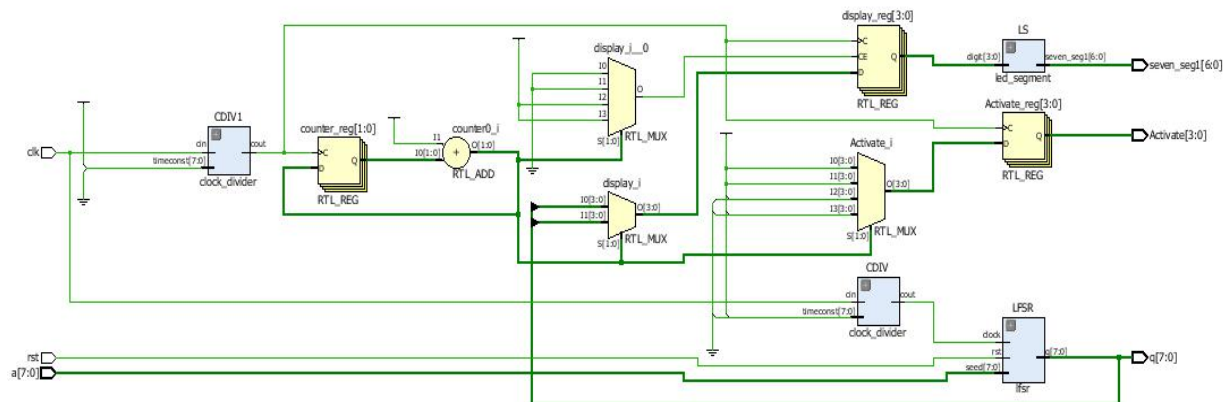 display_reg[3:0]
C
CE
D
Q
RTL_REG
LS
digit[3:0]
seven_seg1[6:0]
led_segment
seven_seg1[6:0]
display_i__0
I0
I1
I2
I3
O
S[1:0]
RTL_MUX
Activate_reg[3:0]
C
D
Q
RTL_REG
Activate[3:0]
CDIV1
clk
cin
cout
timeconst[7:0]
clock_divider
counter_reg[1:0]
C
D
Q
RTL_REG
counter0_i
I1
I0[1:0]
O[1:0]
+
RTL_ADD
Activate_i
I0[3:0]
I1[3:0]
I2[3:0]
I3[3:0]
O[3:0]
S[1:0]
RTL_MUX
display_i
I0[3:0]
I1[3:0]
O[3:0]
S[1:0]
RTL_MUX
CDIV
cin
cout
timeconst[7:0]
clock_divider
LFSR
clock
rst
seed[7:0]
q[7:0]
lfsr
rst
a[7:0]
q[7:0]